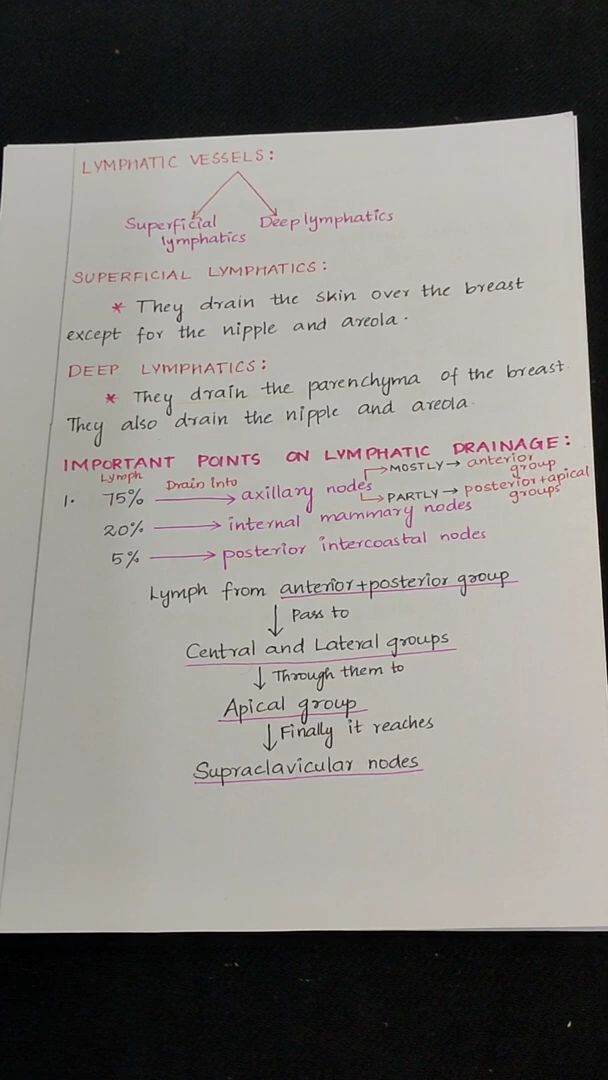 LYMPHATIC VESSELS:
Superficial lymphatics
Deep lymphatics
SUPERFICIAL LYMPHATICS:
* They drain the skin over the breast
except for the nipple and areola.
DEEP LYMPHATICS:
* They drain the parenchyma of the breast.
They also drain the nipple and areola.
IMPORTANT POINTS ON LYMPHATIC DRAINAGE:
Lymph Drain Into
1. 75% → axillary nodes → MOSTLY → anterior group
→ PARTLY → posterior+apical groups
20% → internal mammary nodes
5% → posterior intercoastal nodes
Lymph from anterior+posterior group
↓ Pass to
Central and Lateral groups
↓ Through them to
Apical group
↓ Finally it reaches
Supraclavicular nodes